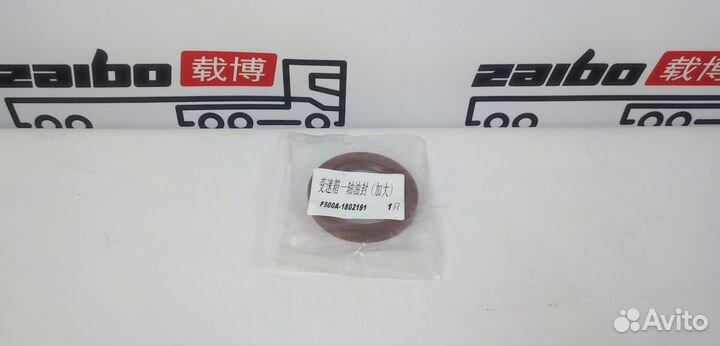 zaibo 载博
zaibo 载博
变速箱一轴油封（加大）
F500A-1802191 1只
Avito